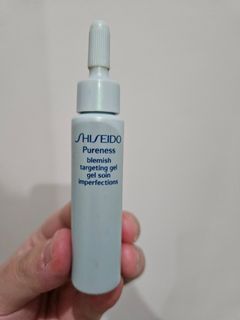 SHISEIDO
Pureness
blemish
targeting gel
gel soin
imperfections